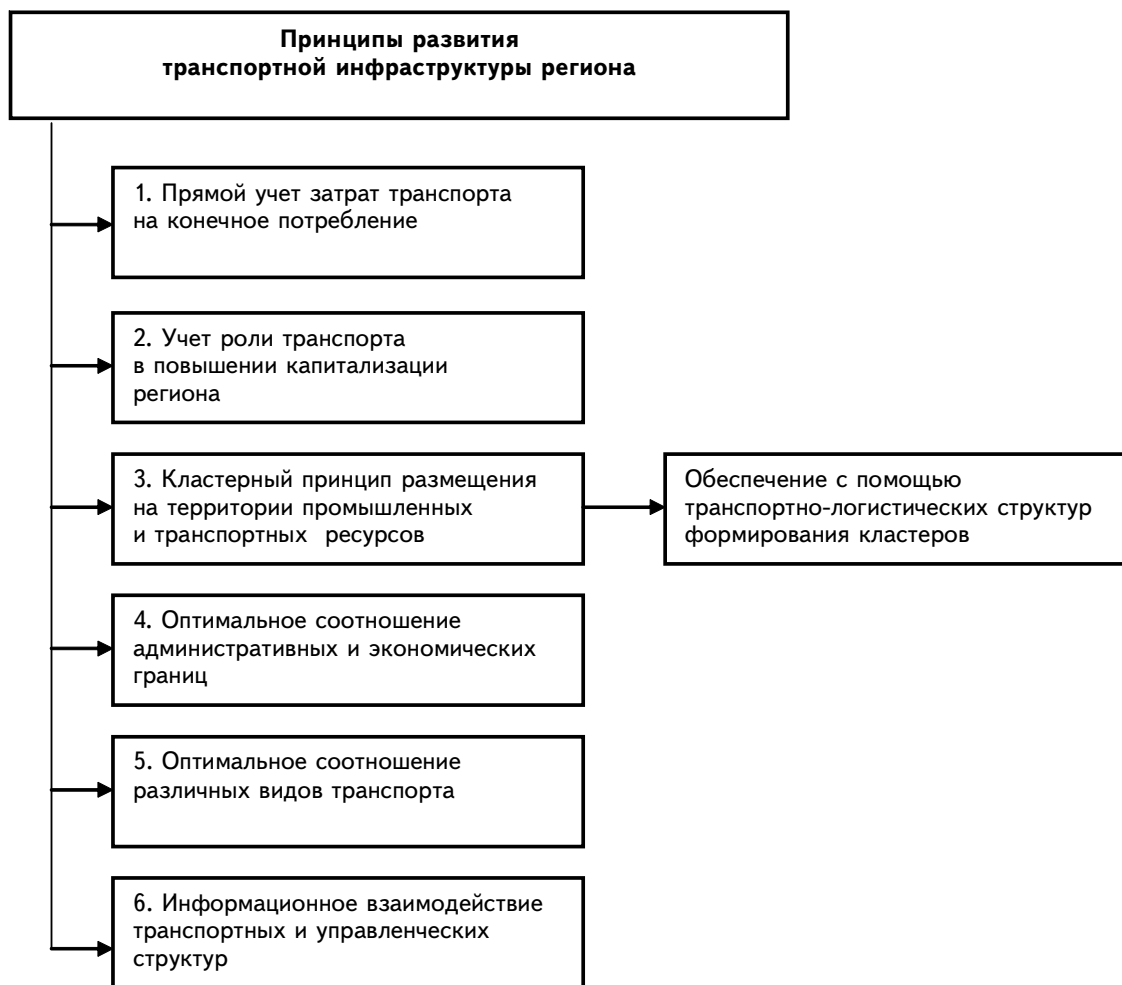 Принципы развития
транспортной инфраструктуры региона
1. Прямой учет затрат транспорта
на конечное потребление
2. Учет роли транспорта
в повышении капитализации
региона
3. Кластерный принцип размещения
на территории промышленных
и транспортных ресурсов
Обеспечение с помощью
транспортно-логистических структур
формирования кластеров
4. Оптимальное соотношение
административных и экономических
границ
5. Оптимальное соотношение
различных видов транспорта
6. Информационное взаимодействие
транспортных и управленческих
структур